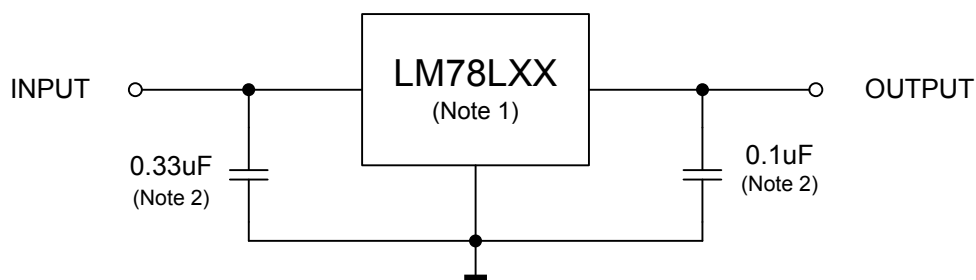 LM78LXX
(Note 1)
INPUT
OUTPUT
0.33uF
(Note 2)
0.1uF
(Note 2)